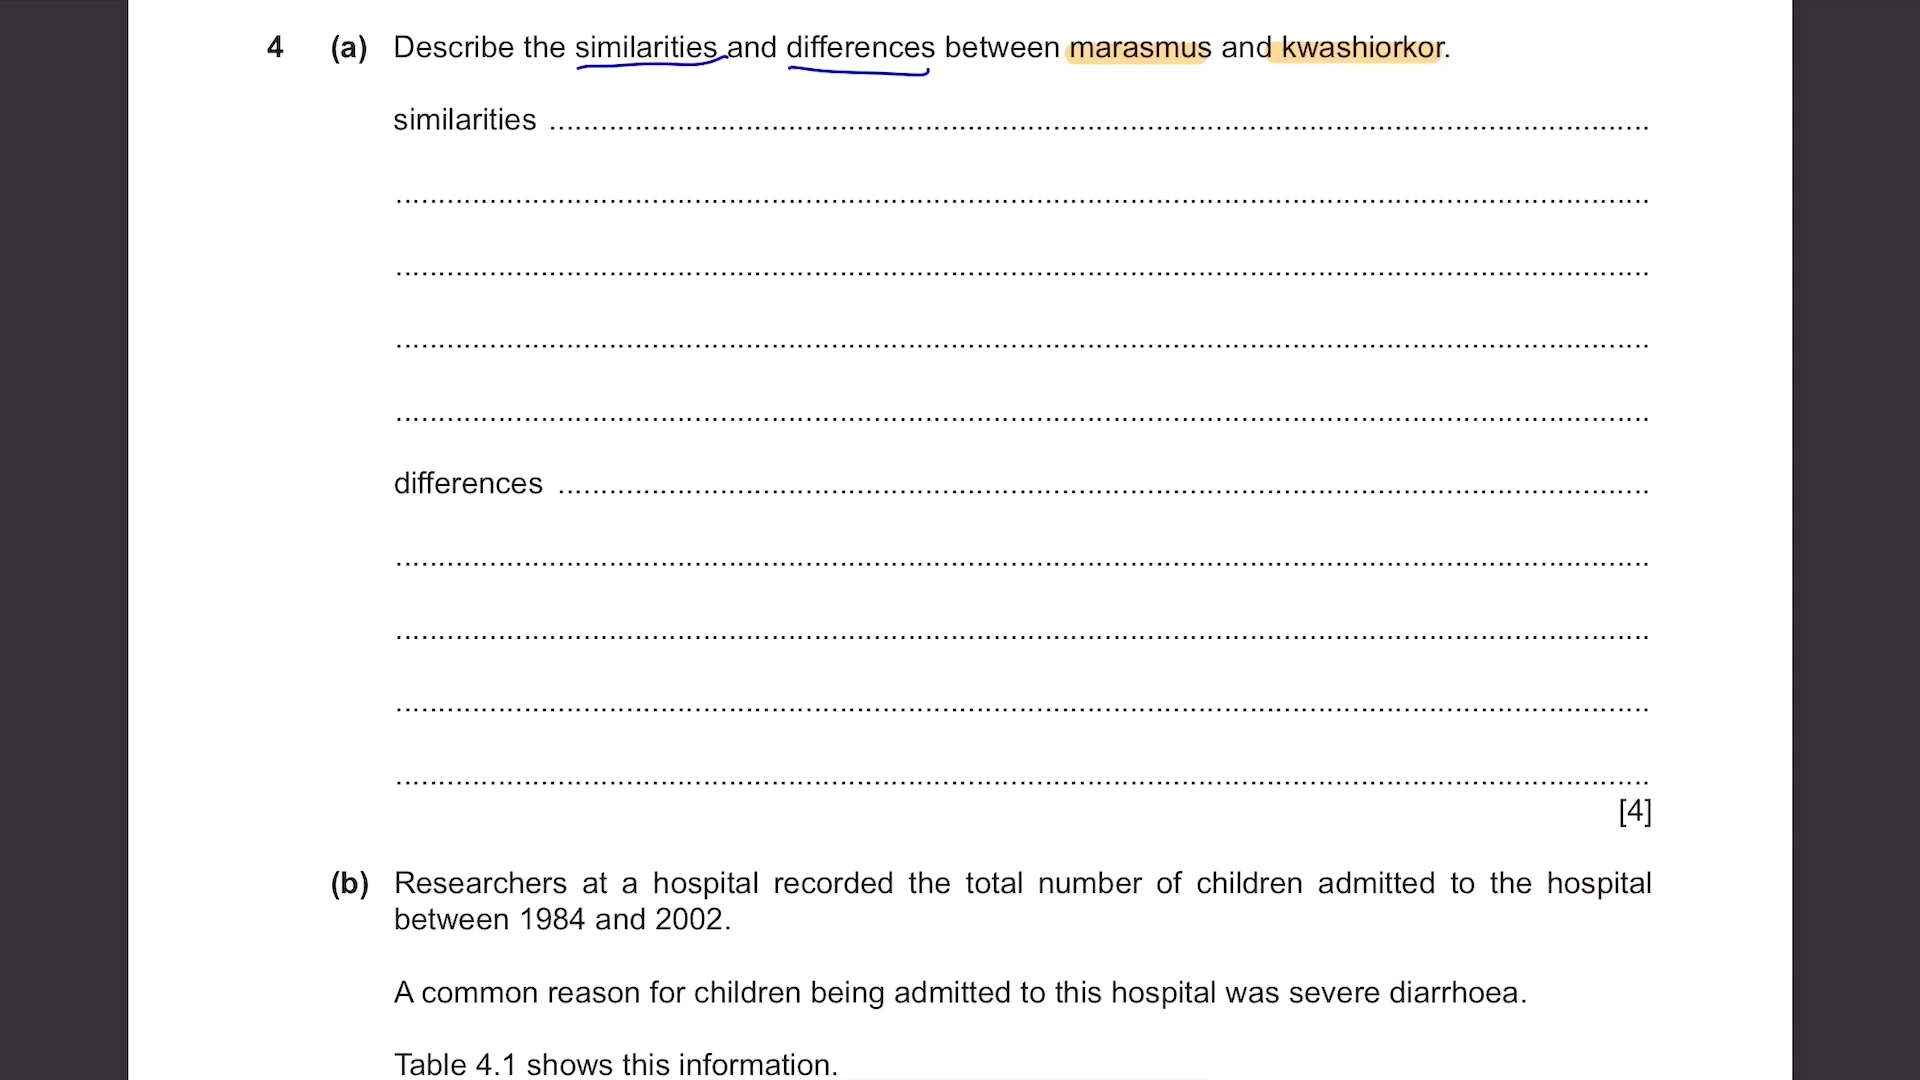 4 (a) Describe the similarities and differences between marasmus and kwashiorkor.
similarities ................................................................
................................................................
................................................................
................................................................
................................................................
differences ................................................................
................................................................
................................................................
................................................................
................................................................
[4]
(b) Researchers at a hospital recorded the total number of children admitted to the hospital
between 1984 and 2002.
A common reason for children being admitted to this hospital was severe diarrhoea.
Table 4.1 shows this information.